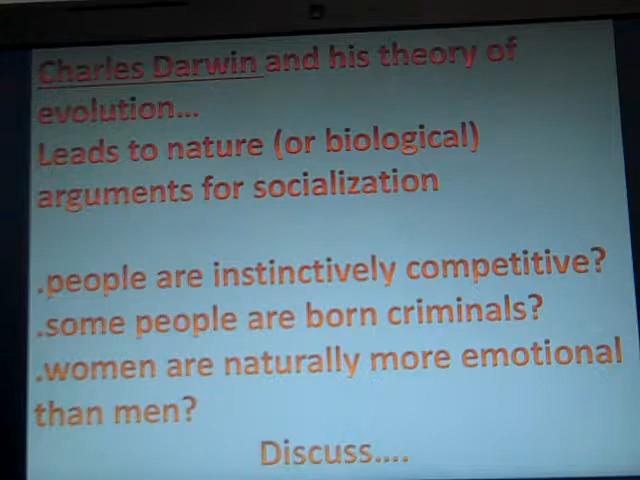 Charles Darwin and his theory of
evolution...
Leads to nature (or biological)
arguments for socialization
.people are instinctively competitive?
.some people are born criminals?
.women are naturally more emotional
than men?
Discuss....